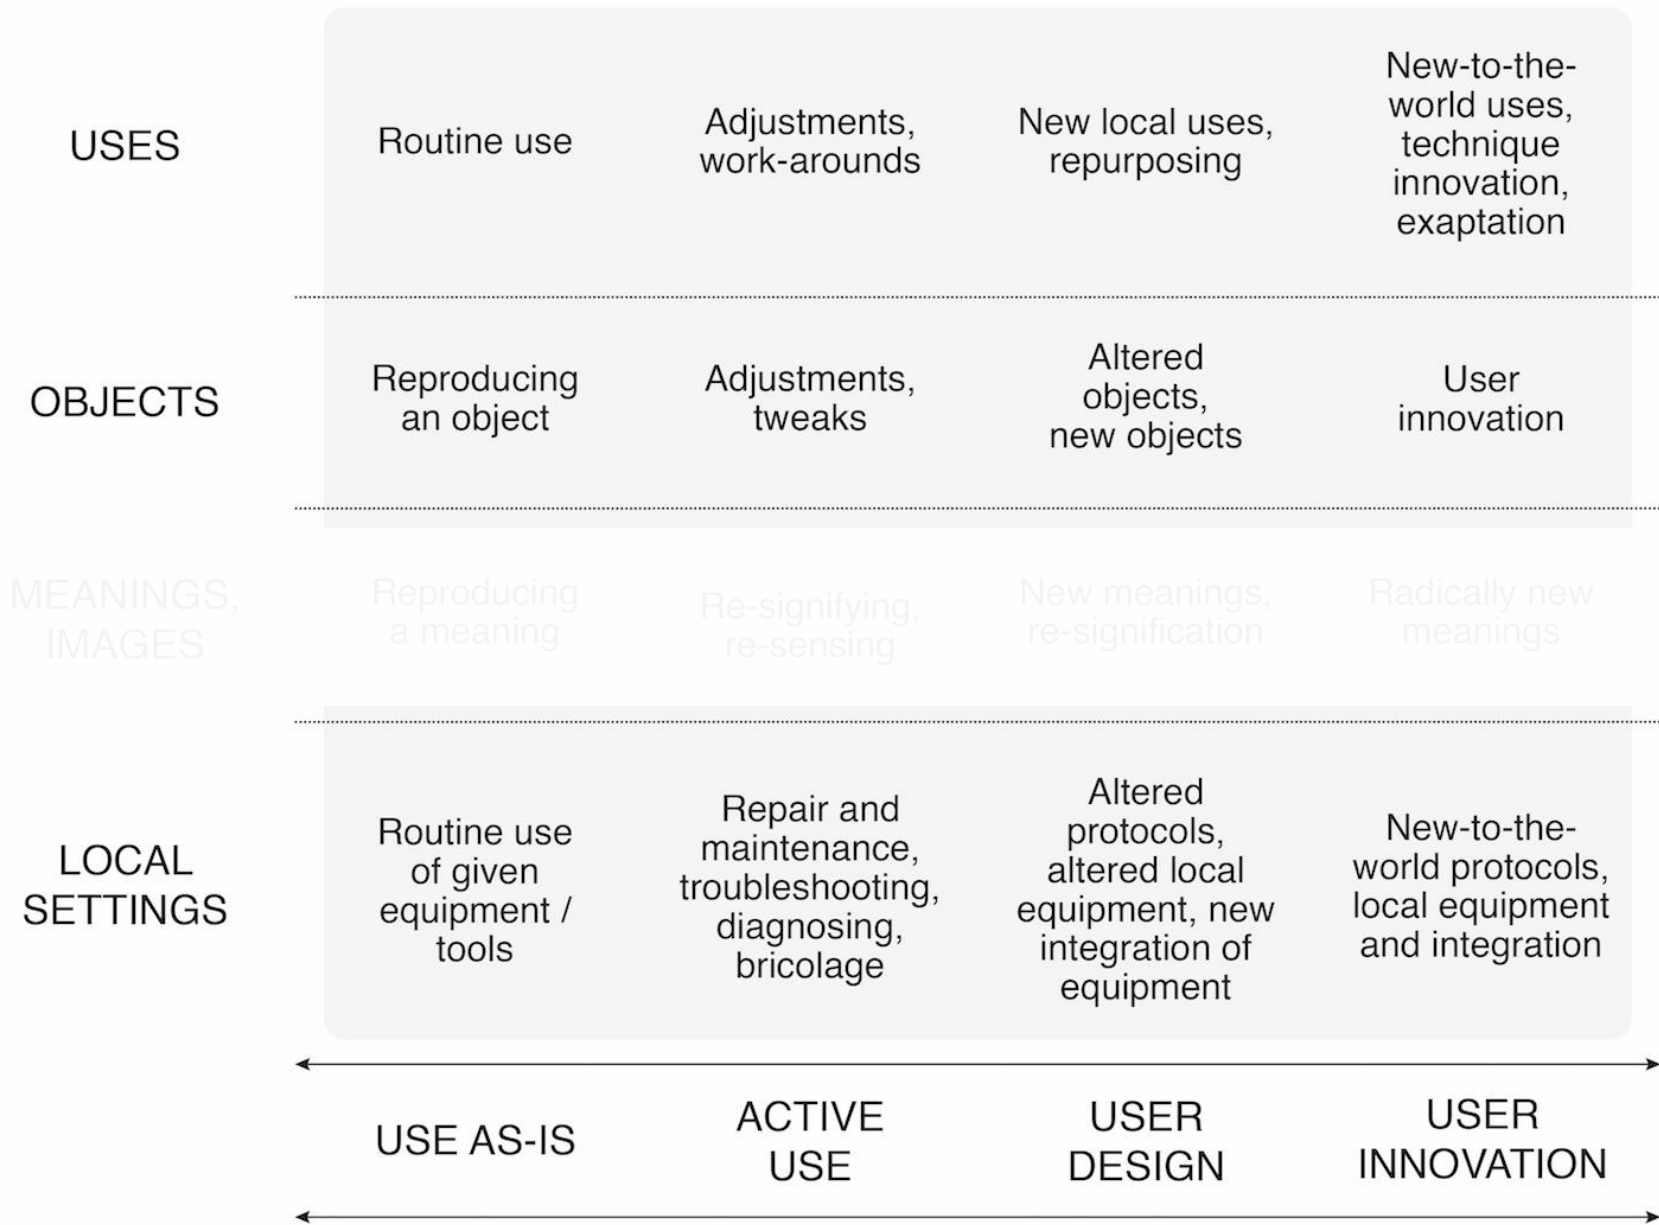 USES
Routine use
Adjustments,
work-arounds
New local uses,
repurposing
New-to-the-
world uses,
technique
innovation,
exaptation
OBJECTS
Reproducing
an object
Adjustments,
tweaks
Altered
objects,
new objects
User
innovation
MEANINGS,
IMAGES
Reproducing
a meaning
Re-signifying,
re-sensing
New meanings,
re-signification
Radically new
meanings
LOCAL
SETTINGS
Routine use
of given
equipment /
tools
Repair and
maintenance,
troubleshooting,
diagnosing,
bricolage
Altered
protocols,
altered local
equipment, new
integration of
equipment
New-to-the-
world protocols,
local equipment
and integration
USE AS-IS
ACTIVE
USE
USER
DESIGN
USER
INNOVATION